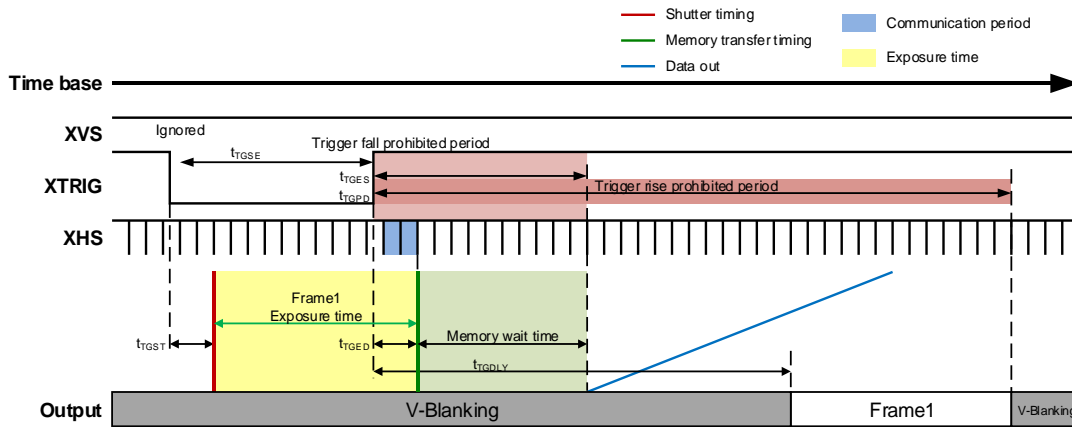 Shutter timing
Communication period
Memory transfer timing
Exposure time
Data out
Time base
XVS
Ignored
Trigger fall prohibited period
tTGSE
XTRIG
tTGES
tTGPD
Trigger rise prohibited period
XHS
Frame1
Exposure time
tTGST
tTGED
Memory wait time
tTGDLY
Output
V-Blanking
Frame1
V-Blanking